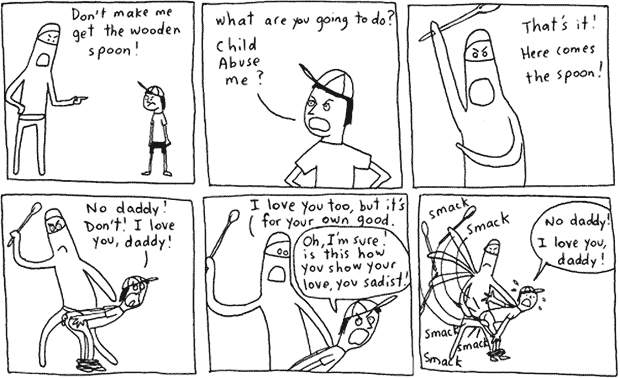 Don't make me
get the wooden
spoon!
what are you going to do?
Child
Abuse
me?
That's it!
Here comes
the spoon!
No daddy!
Don't! I love
you, daddy!
I love you too, but it's
for your own good.
Oh, I'm sure!
is this how
you show your
love, you sadist!
smack
smack
No daddy!
I love you,
daddy!
smack
smack
Smack